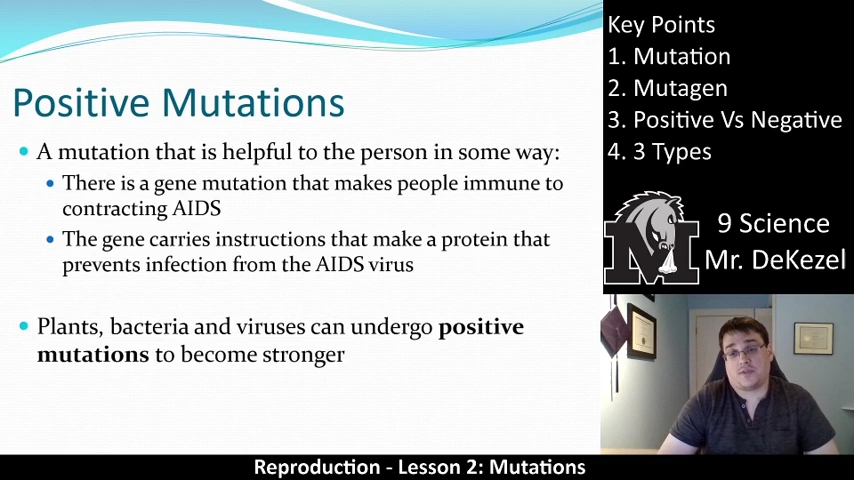 Positive Mutations
A mutation that is helpful to the person in some way:
There is a gene mutation that makes people immune to
contracting AIDS
The gene carries instructions that make a protein that
prevents infection from the AIDS virus
Plants, bacteria and viruses can undergo positive
mutations to become stronger
Key Points
1. Mutation
2. Mutagen
3. Positive Vs Negative
4. 3 Types
M
9 Science
Mr. DeKezel
Reproduction - Lesson 2: Mutations